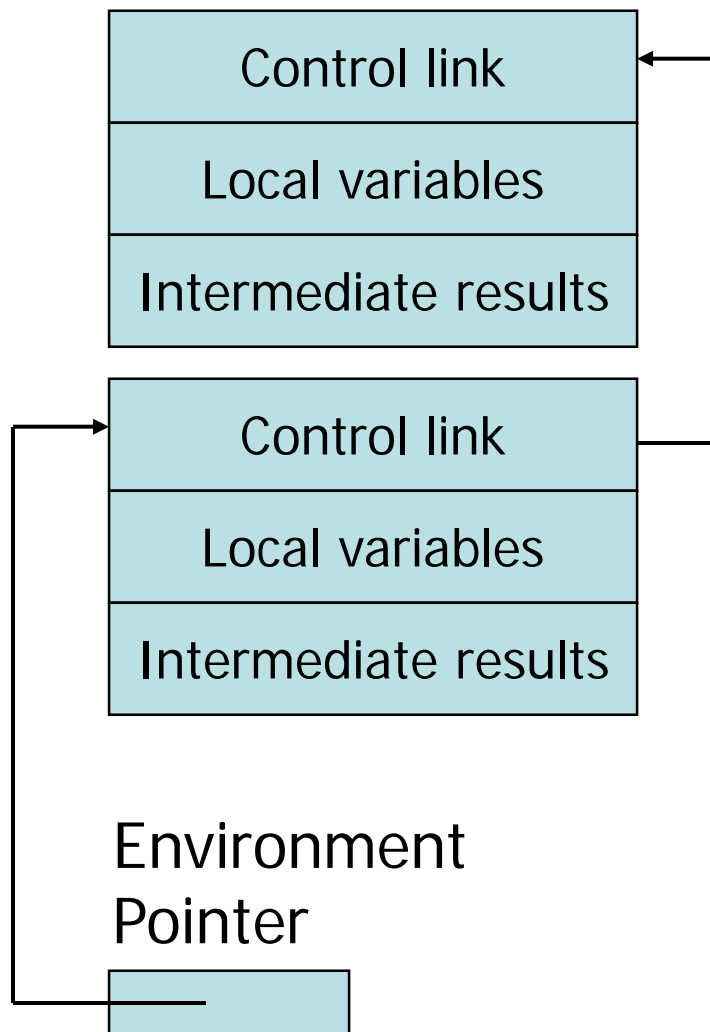 Control link
Local variables
Intermediate results
Control link
Local variables
Intermediate results
Environment
Pointer